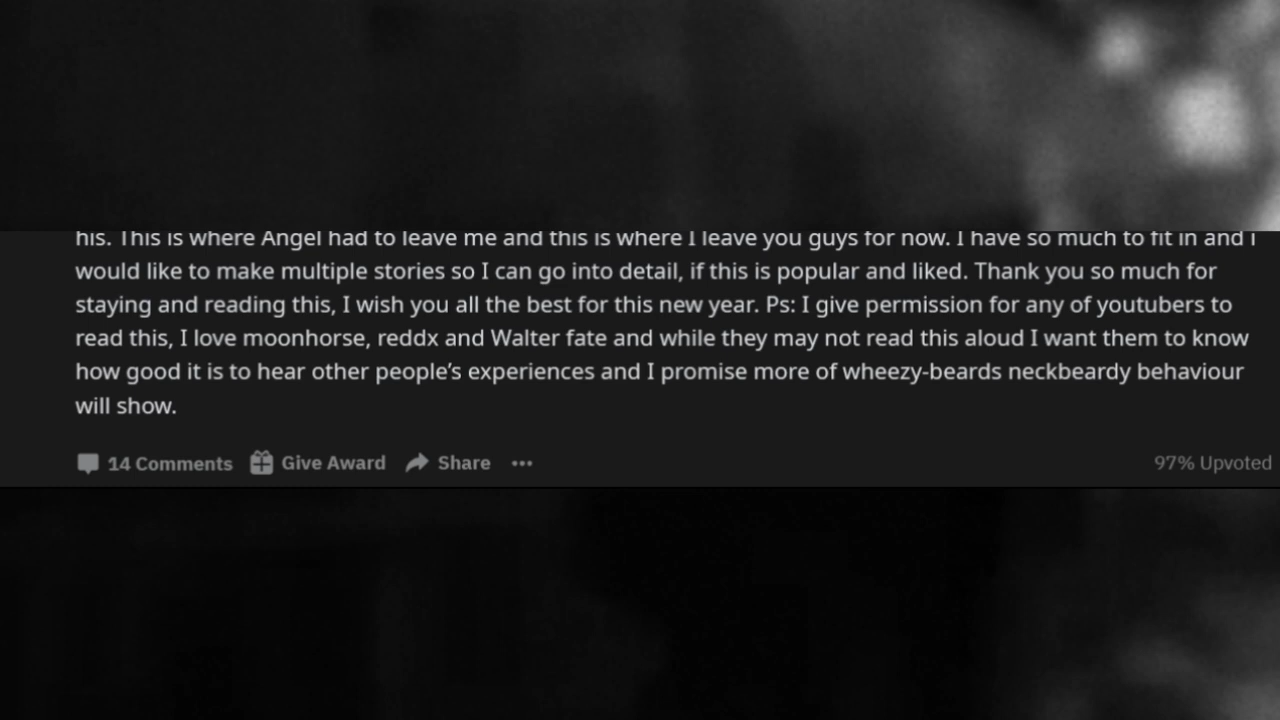 his. This is where Angel had to leave me and this is where I leave you guys for now. I have so much to fit in and i
would like to make multiple stories so I can go into detail, if this is popular and liked. Thank you so much for
staying and reading this, I wish you all the best for this new year. Ps: I give permission for any of youtubers to
read this, I love moonhorse, reddx and Walter fate and while they may not read this aloud I want them to know
how good it is to hear other people’s experiences and I promise more of wheezy-beards neckbeardy behaviour
will show.
14 Comments Give Award Share ••• 97% Upvoted